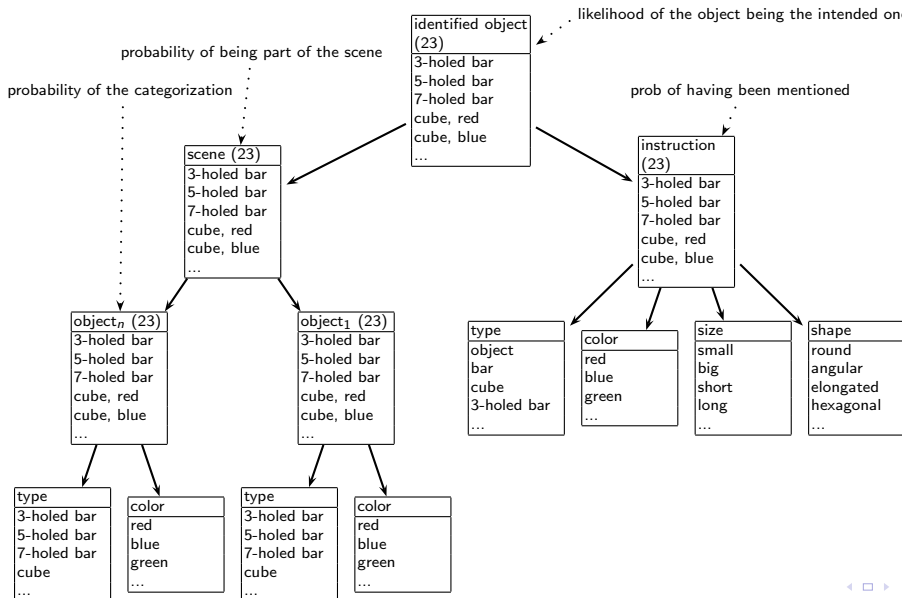 likelihood of the object being the intended one
identified object
(23)
3-holed bar
5-holed bar
7-holed bar
cube, red
cube, blue
...
probability of being part of the scene
probability of the categorization
prob of having been mentioned
scene (23)
3-holed bar
5-holed bar
7-holed bar
cube, red
cube, blue
...
instruction
(23)
3-holed bar
5-holed bar
7-holed bar
cube, red
cube, blue
...
objectn (23)
3-holed bar
5-holed bar
7-holed bar
cube, red
cube, blue
...
object1 (23)
3-holed bar
5-holed bar
7-holed bar
cube, red
cube, blue
...
type
object
bar
cube
3-holed bar
...
color
red
blue
green
...
size
small
big
short
long
...
shape
round
angular
elongated
hexagonal
...
type
3-holed bar
5-holed bar
7-holed bar
cube
...
color
red
blue
green
...
type
3-holed bar
5-holed bar
7-holed bar
cube
...
color
red
blue
green
...